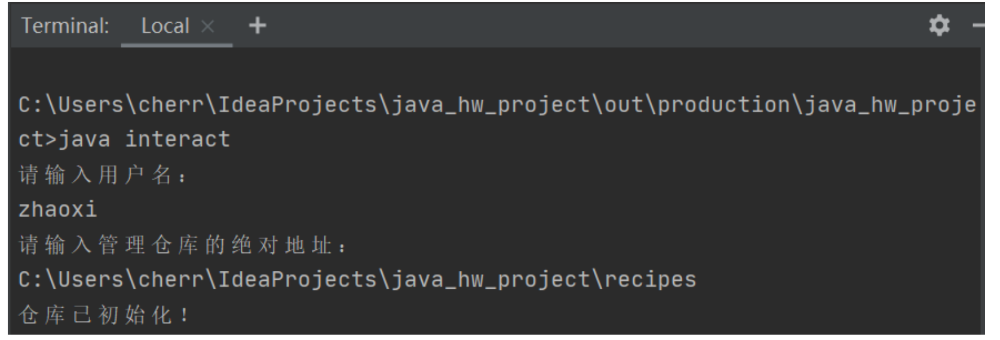 Terminal: Local × +
C:\Users\cherr\IdeaProjects\java_hw_project\out\production\java_hw_proje
ct>java interact
请输入用户名：
zhaoxi
请输入管理仓库的绝对地址：
C:\Users\cherr\IdeaProjects\java_hw_project\recipes
仓库已初始化！